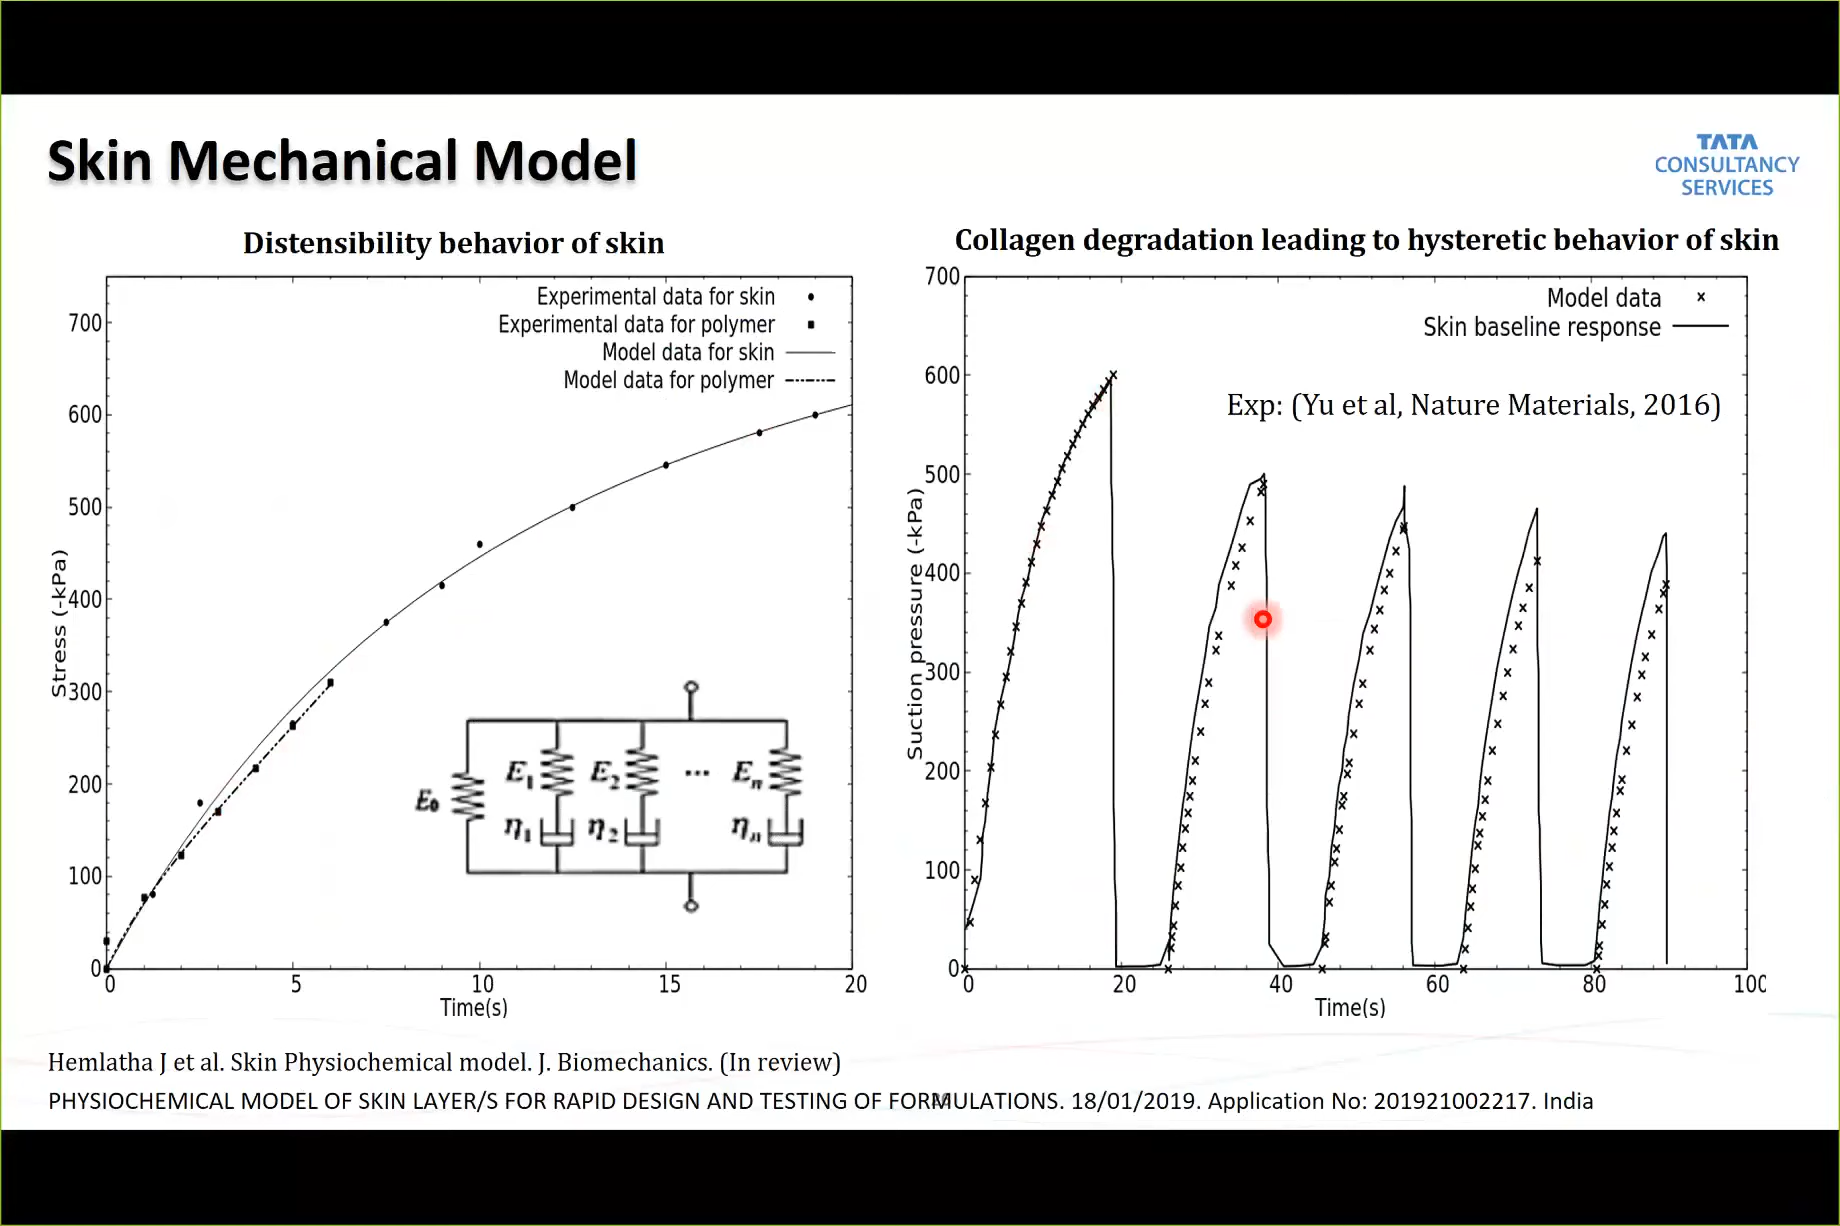 Skin Mechanical Model
TATA
CONSULTANCY
SERVICES
Distensibility behavior of skin
Experimental data for skin
Experimental data for polymer
Model data for skin
Model data for polymer
700
600
500
400
300
200
100
0
Stress (-kPa)
0 5 10 15 20
Time(s)
E0
E1
E2
...
En
η1
η2
ηn
Collagen degradation leading to hysteretic behavior of skin
Model data
Skin baseline response
Exp: (Yu et al, Nature Materials, 2016)
700
600
500
400
300
200
100
0
Suction pressure (-kPa)
0 20 40 60 80 100
Time(s)
Hemlatha J et al. Skin Physiochemical model. J. Biomechanics. (In review)
PHYSIOCHEMICAL MODEL OF SKIN LAYER/S FOR RAPID DESIGN AND TESTING OF FORMULATIONS. 18/01/2019. Application No: 201921002217. India